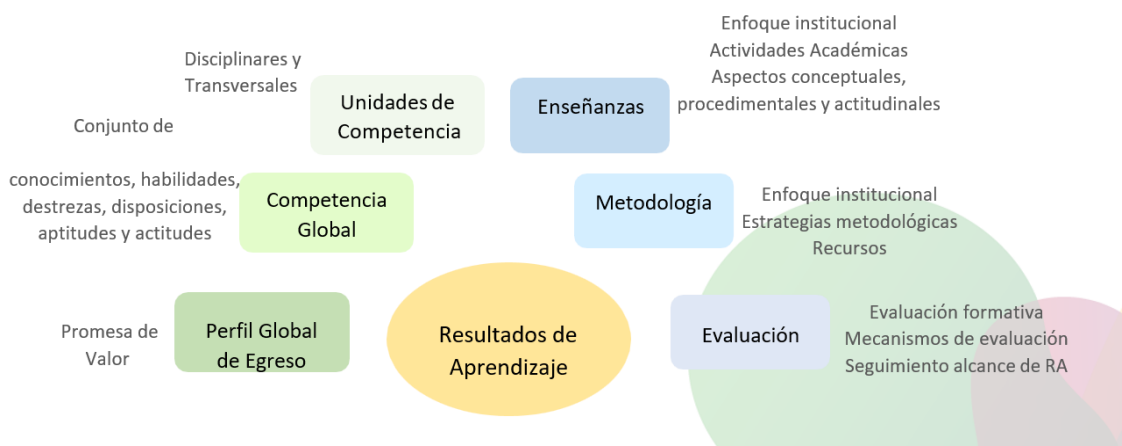 Disciplinares y
Transversales
Unidades de
Competencia
Enseñanzas
Enfoque institucional
Actividades Académicas
Aspectos conceptuales,
procedimentales y actitudinales
Conjunto de
conocimientos, habilidades,
destrezas, disposiciones,
aptitudes y actitudes
Competencia
Global
Metodología
Enfoque institucional
Estrategias metodológicas
Recursos
Promesa de
Valor
Perfil Global
de Egreso
Resultados de
Aprendizaje
Evaluación
Evaluación formativa
Mecanismos de evaluación
Seguimiento alcance de RA